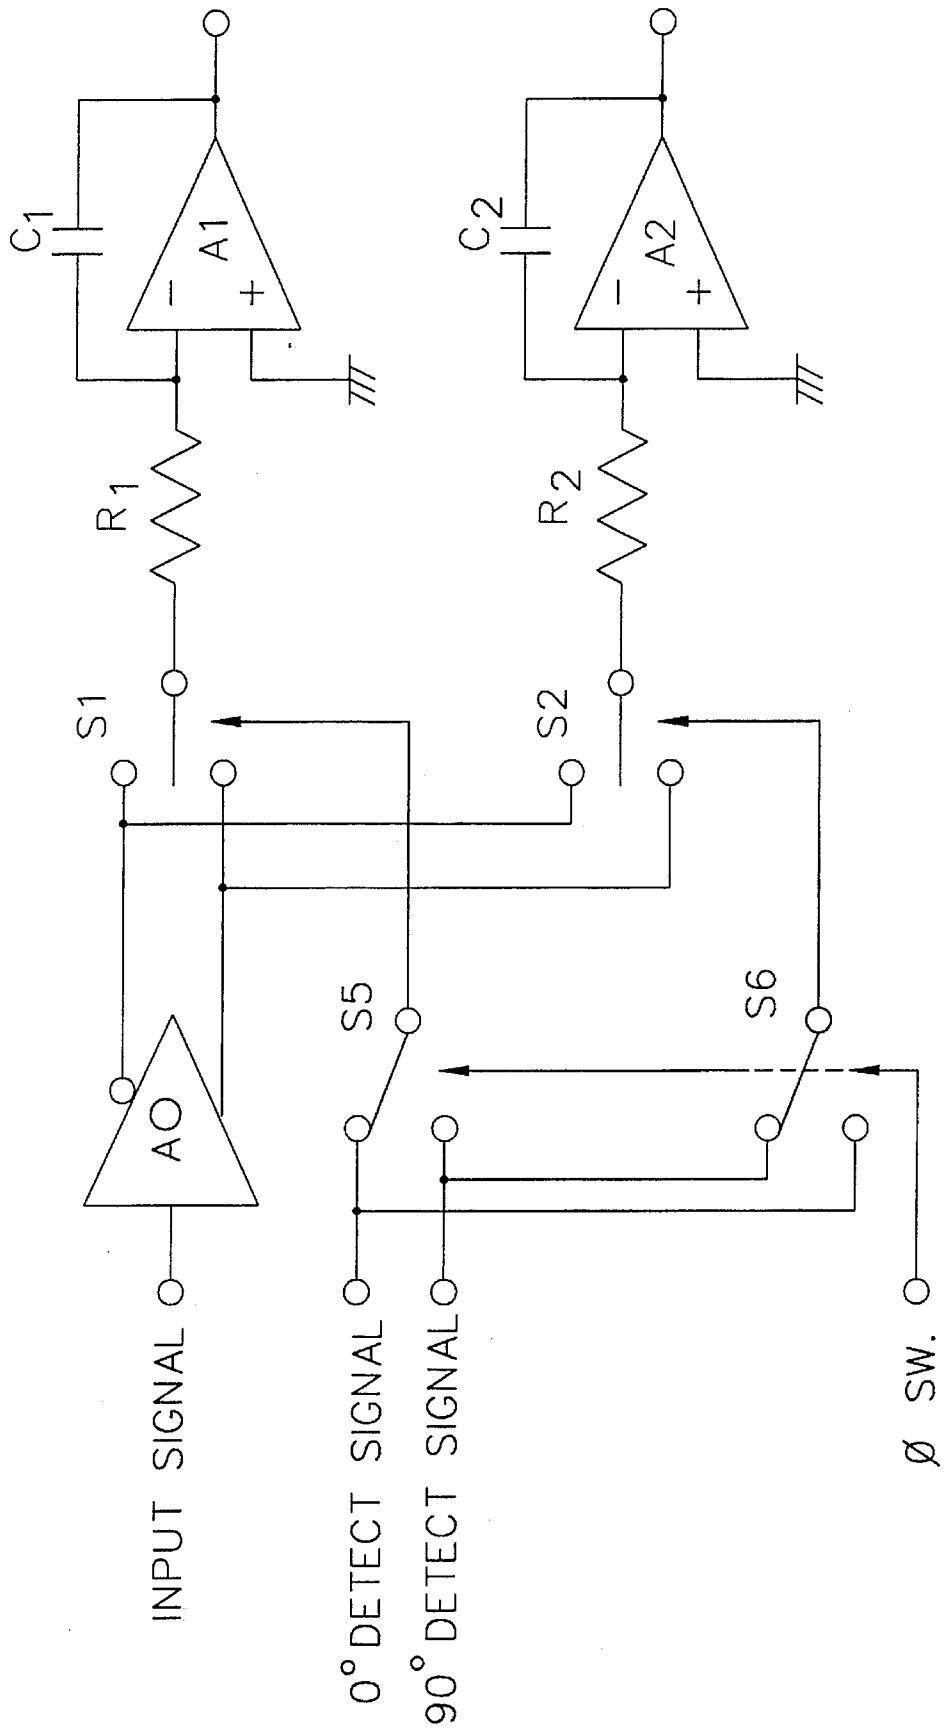 C1
A1
−
+
R1
S1
AO
INPUT SIGNAL
C2
A2
−
+
R2
S2
S5
S6
0° DETECT SIGNAL
90° DETECT SIGNAL
Ø SW.